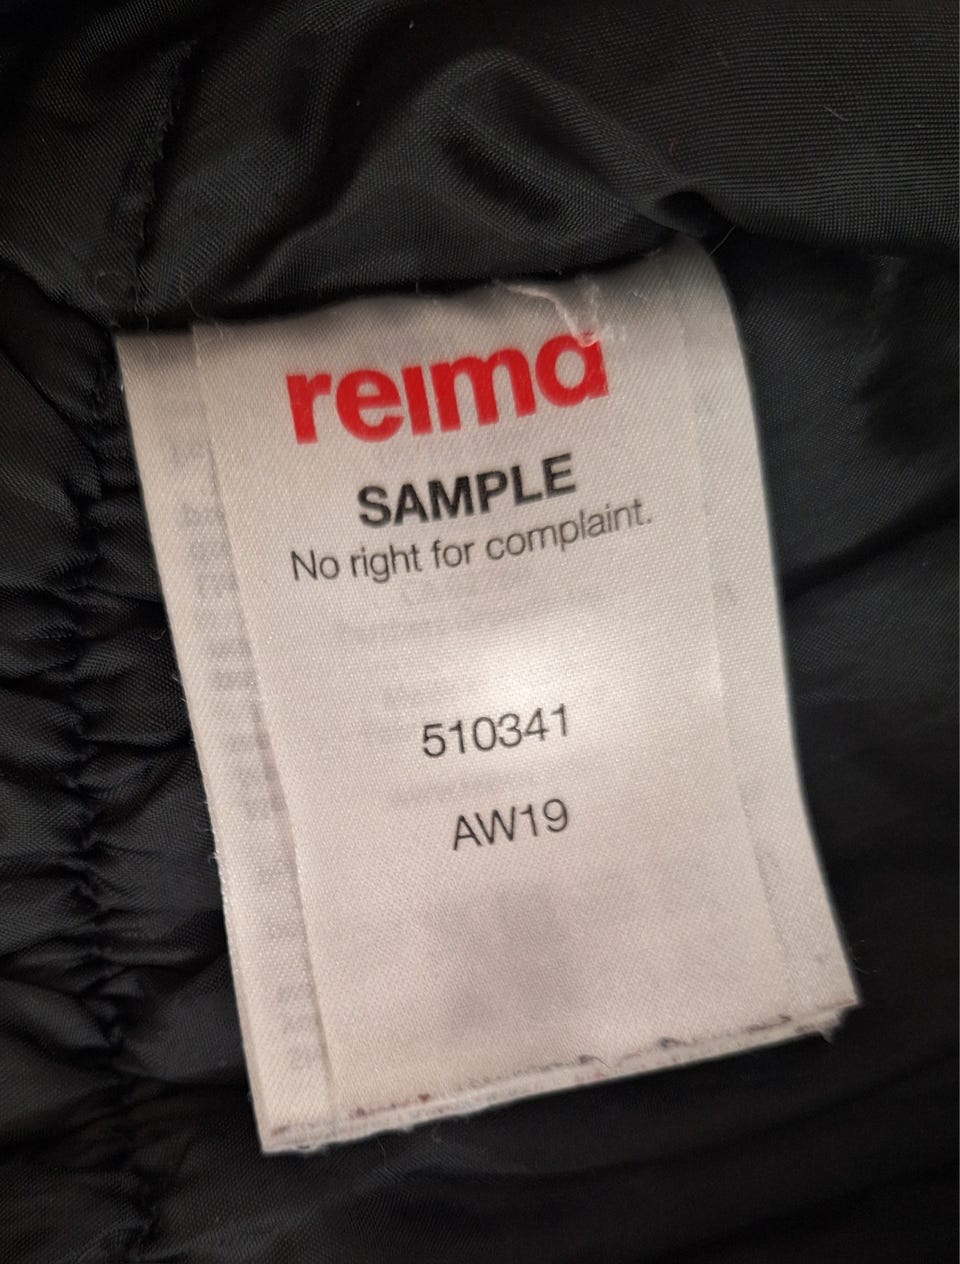 reima
SAMPLE
No right for complaint.
510341
AW19